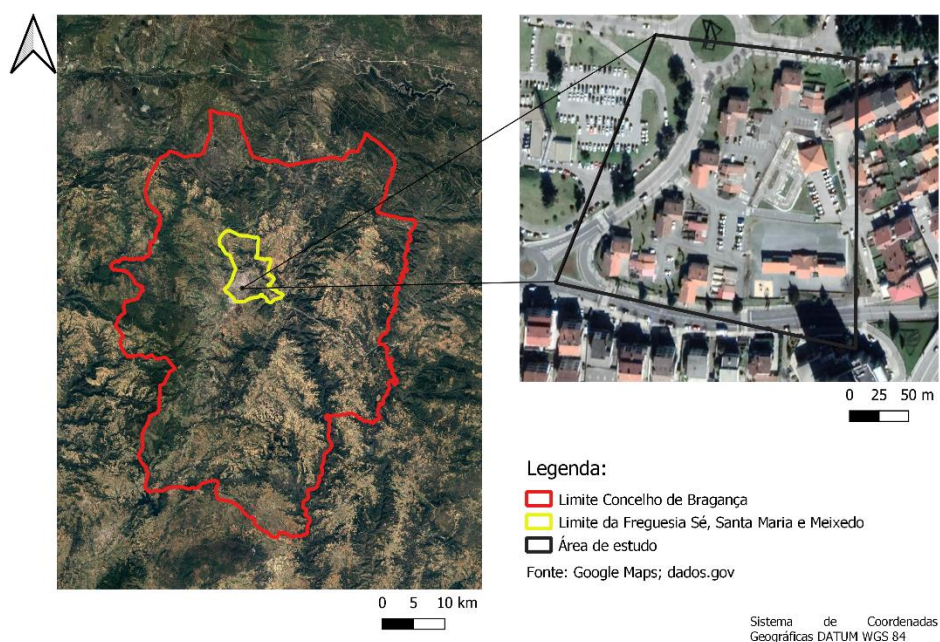 0 5 10 km
0 25 50 m
Legenda:
Limite Concelho de Bragança
Limite da Freguesia Sé, Santa Maria e Meixedo
Área de estudo
Fonte: Google Maps; dados.gov
Sistema de Coordenadas
Geográficas DATUM WGS 84